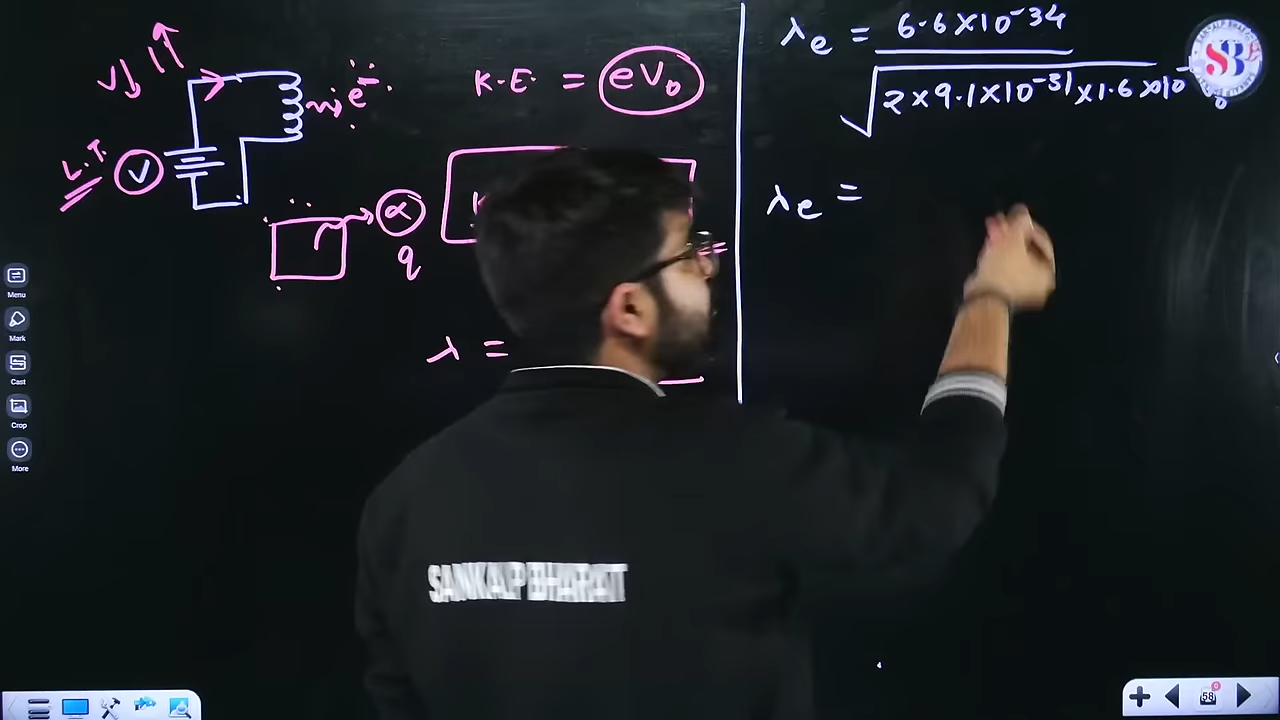 K.E. = eV₀
L.T.
V
e⁻
α
q
λ =
λe = 6.6×10⁻³⁴
√2×9.1×10⁻³¹×1.6×10
λe =
SB
Menu
Mark
Cast
Crop
More
58
SANKALP BHARAT